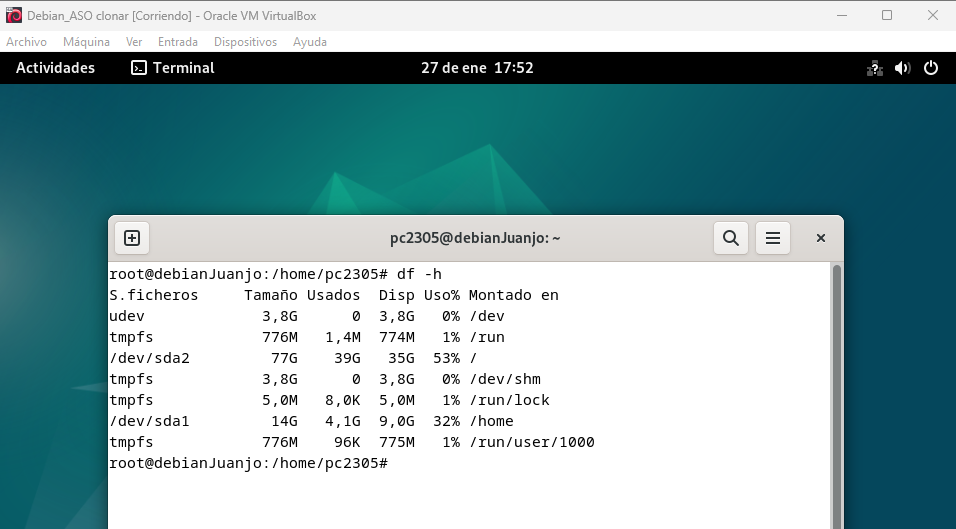 Debian_ASO clonar [Corriendo] - Oracle VM VirtualBox
Archivo Máquina Ver Entrada Dispositivos Ayuda
Actividades Terminal 27 de ene 17:52
pc2305@debianJuanjo: ~
root@debianJuanjo:/home/pc2305# df -h
S.ficheros Tamaño Usados Disp Uso% Montado en
udev 3,8G 0 3,8G 0% /dev
tmpfs 776M 1,4M 774M 1% /run
/dev/sda2 77G 39G 35G 53% /
tmpfs 3,8G 0 3,8G 0% /dev/shm
tmpfs 5,0M 8,0K 5,0M 1% /run/lock
/dev/sda1 14G 4,1G 9,0G 32% /home
tmpfs 776M 96K 775M 1% /run/user/1000
root@debianJuanjo:/home/pc2305#